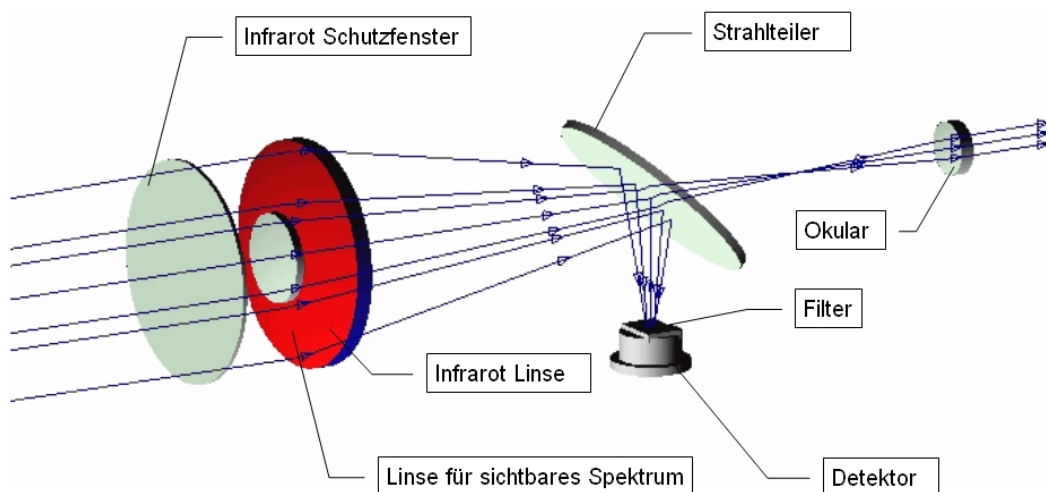 Infrarot Schutzfenster
Strahlteiler
Okular
Filter
Infrarot Linse
Linse für sichtbares Spektrum
Detektor